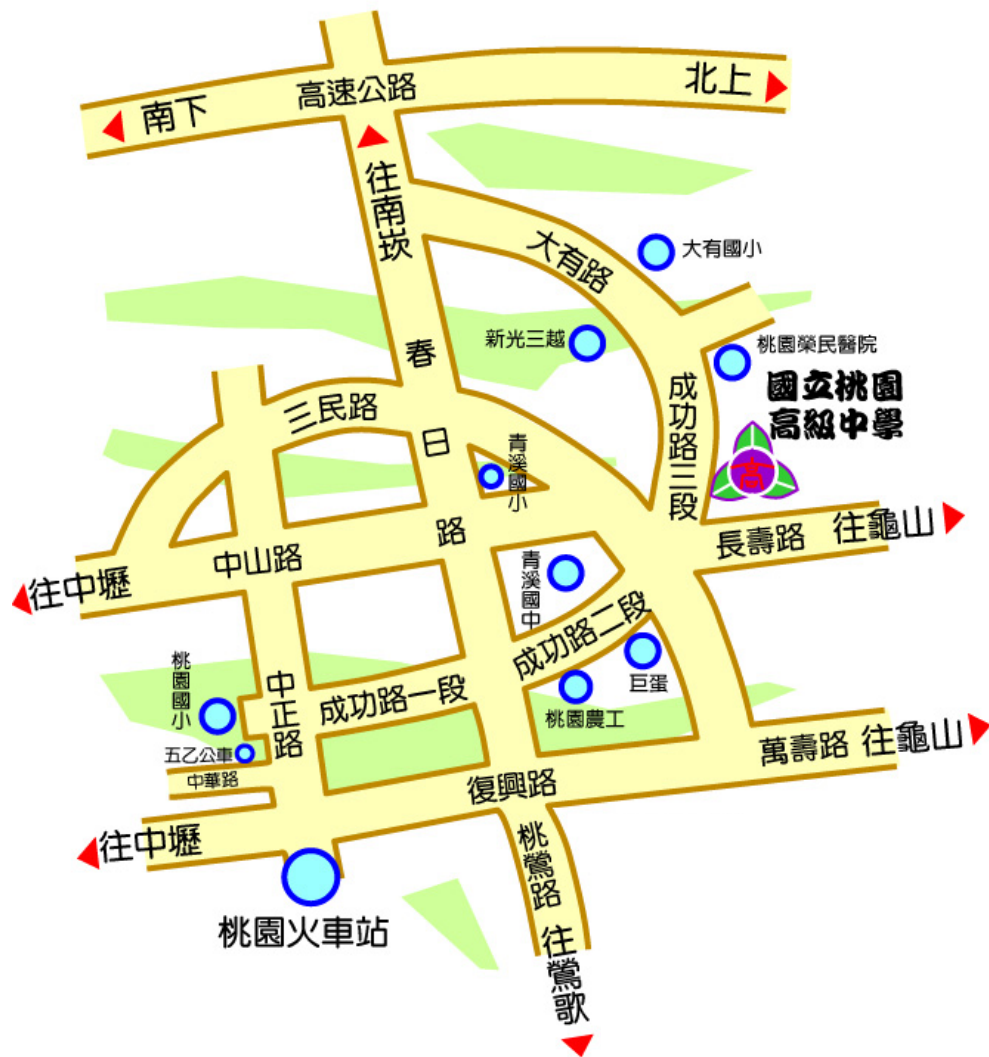 北上
高速公路
南下
往南崁
大有路
大有國小
新光三越
桃園榮民醫院
國立桃園
高級中學
春日路
三民路
成功路三段
青溪國小
長壽路 往龜山
中山路
往中壢
青溪國中
成功路二段
巨蛋
桃園國小
中正路
成功路一段
桃園農工
五乙公車
中華路
萬壽路 往龜山
復興路
往中壢
桃鶯路
往鶯歌
桃園火車站